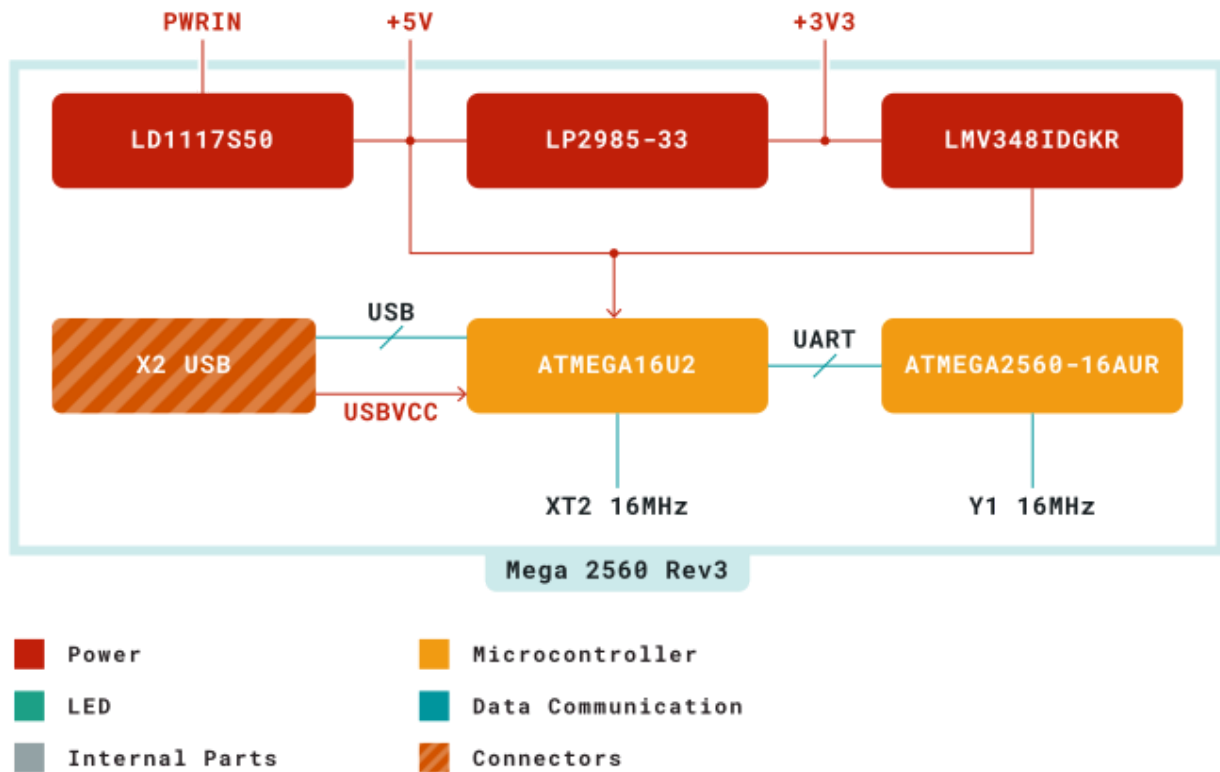 PWRIN
+5V
+3V3
LD1117S50
LP2985-33
LMV348IDGKR
USB
UART
X2 USB
ATMEGA16U2
ATMEGA2560-16AUR
USBVCC
XT2 16MHz
Y1 16MHz
Mega 2560 Rev3
Power
Microcontroller
LED
Data Communication
Internal Parts
Connectors